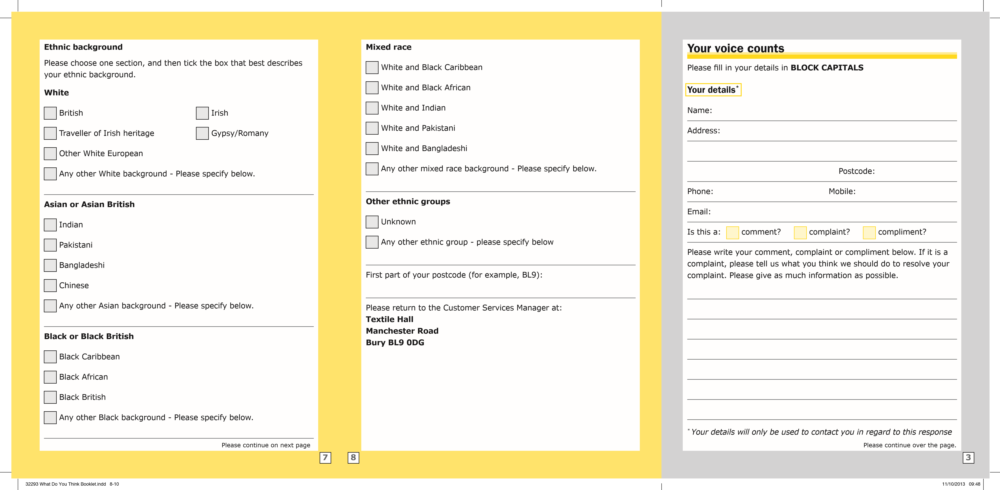 Ethnic background
Please choose one section, and then tick the box that best describes
your ethnic background.
White
British Irish
Traveller of Irish heritage Gypsy/Romany
Other White European
Any other White background - Please specify below.
Asian or Asian British
Indian
Pakistani
Bangladeshi
Chinese
Any other Asian background - Please specify below.
Black or Black British
Black Caribbean
Black African
Black British
Any other Black background - Please specify below.
Please continue on next page
7
Mixed race
White and Black Caribbean
White and Black African
White and Indian
White and Pakistani
White and Bangladeshi
Any other mixed race background - Please specify below.
Other ethnic groups
Unknown
Any other ethnic group - please specify below
First part of your postcode (for example, BL9):
Please return to the Customer Services Manager at:
Textile Hall
Manchester Road
Bury BL9 0DG
8
Your voice counts
Please fill in your details in BLOCK CAPITALS
Your details*
Name:
Address:
Postcode:
Phone: Mobile:
Email:
Is this a: comment? complaint? compliment?
Please write your comment, complaint or compliment below. If it is a
complaint, please tell us what you think we should do to resolve your
complaint. Please give as much information as possible.
*Your details will only be used to contact you in regard to this response
Please continue over the page.
3
32293 What Do You Think Booklet.indd 8-10
11/10/2013 09:48